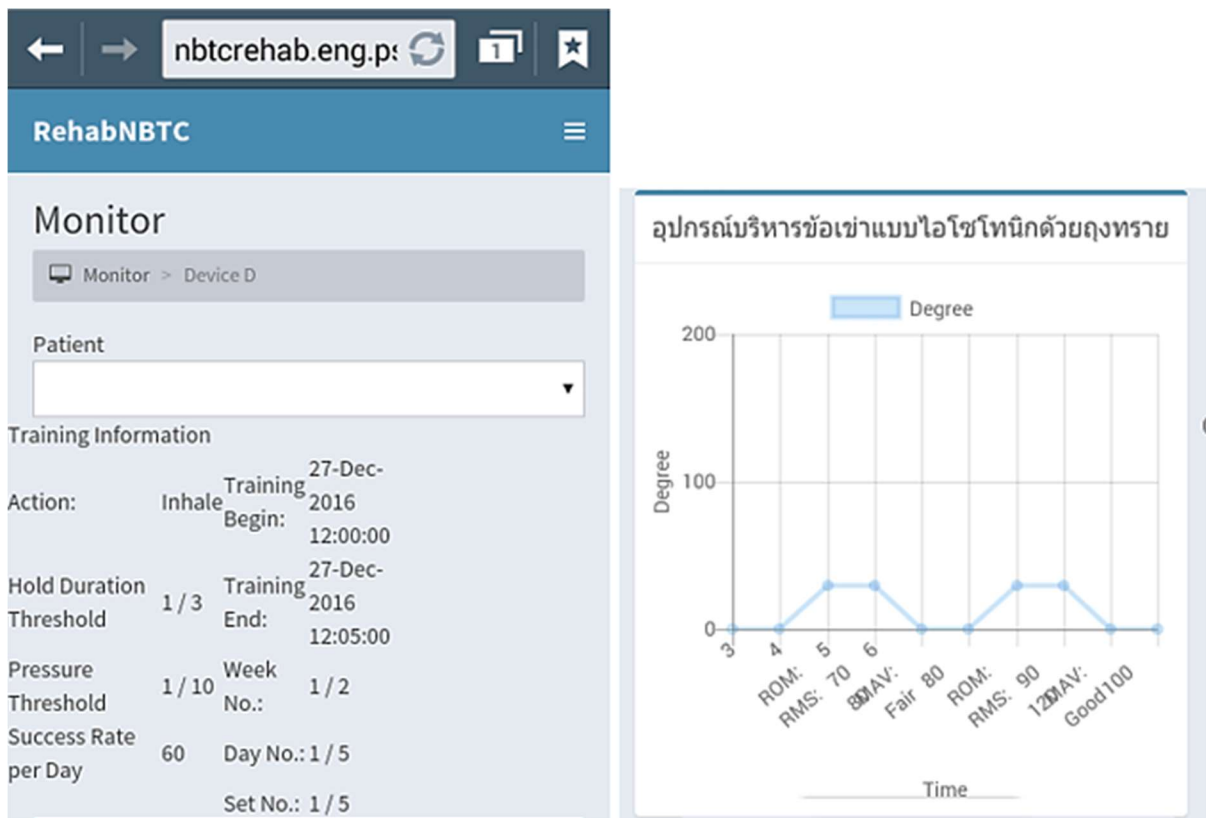 nbtcrehab.eng.ps
1
RehabNBTC
Monitor
Monitor > Device D
Patient
Training Information
Action: Inhale Training Begin: 27-Dec-2016 12:00:00
Hold Duration Threshold 1 / 3 Training End: 27-Dec-2016 12:05:00
Pressure Threshold 1 / 10 Week No.: 1 / 2
Success Rate per Day 60 Day No.: 1 / 5
Set No.: 1 / 5
อุปกรณ์บริหารข้อเข่าแบบไอโซโทนิกด้วยถุงทราย
Degree
200
100
0
Degree
3
4
5
6
ROM:
RMS: 70
80
MAV:
Fair 80
ROM:
RMS: 90
120
MAV:
Good100
Time